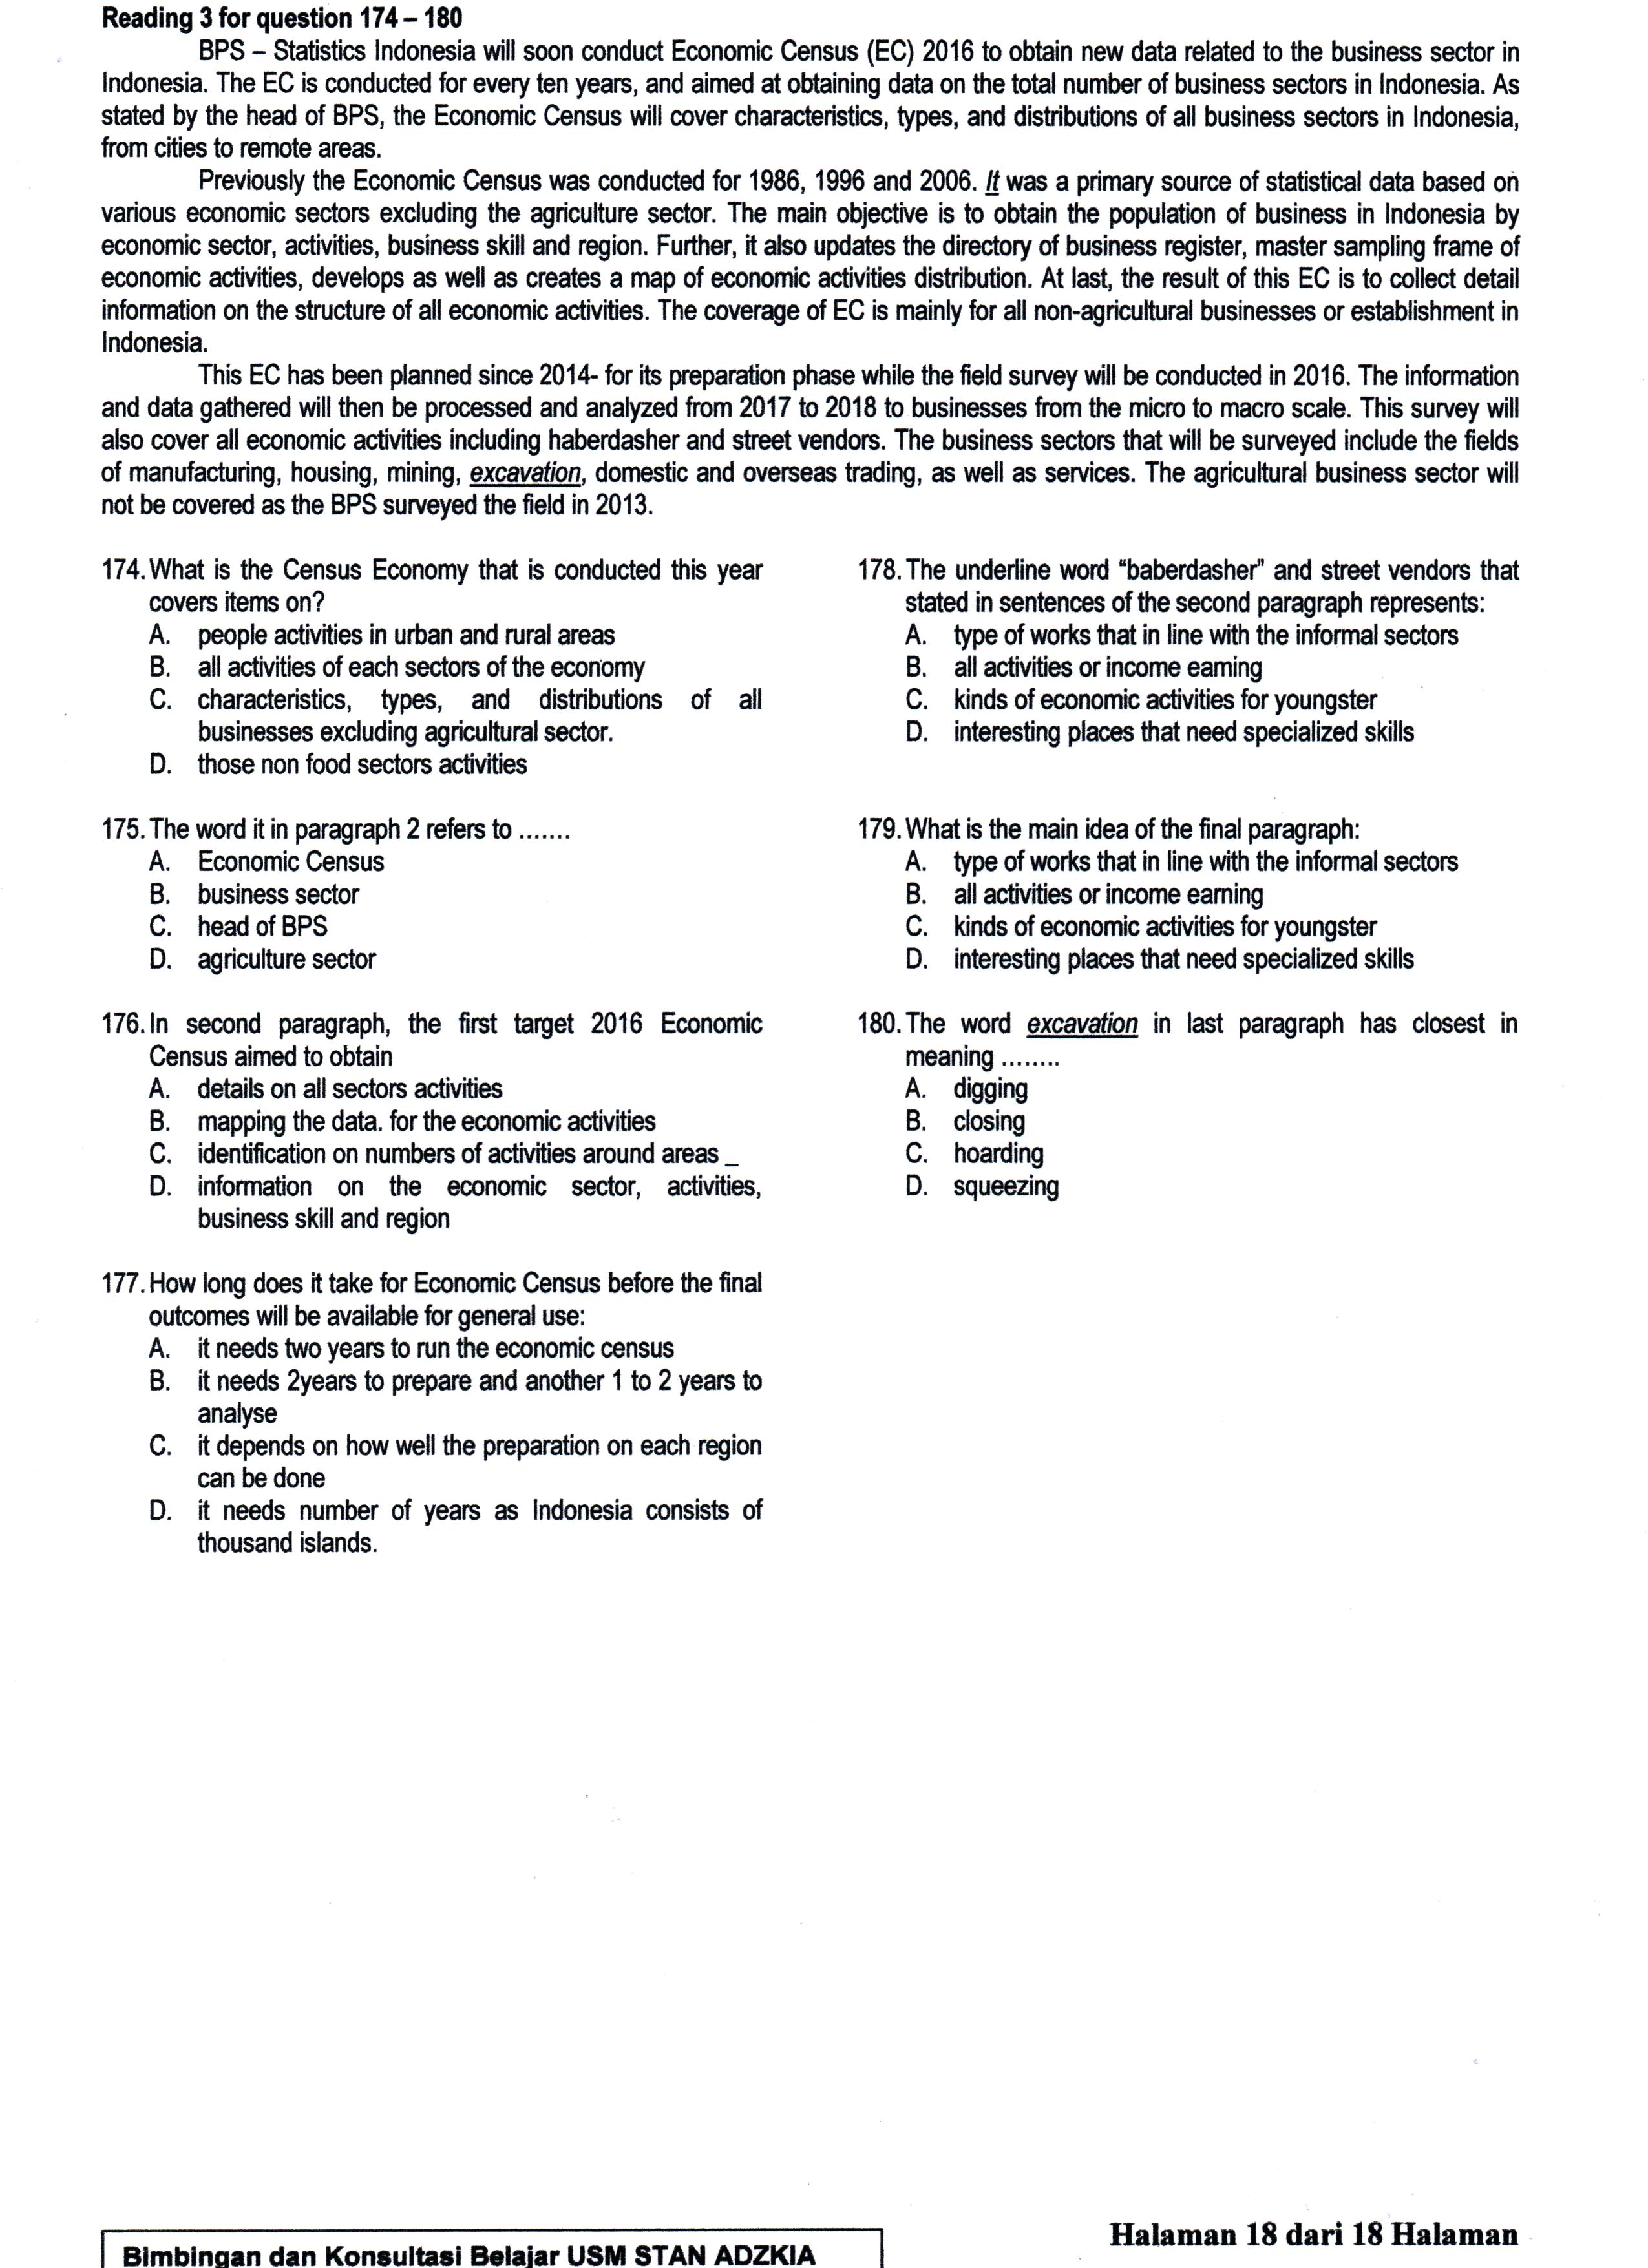 Reading 3 for question 174 – 180
BPS – Statistics Indonesia will soon conduct Economic Census (EC) 2016 to obtain new data related to the business sector in
Indonesia. The EC is conducted for every ten years, and aimed at obtaining data on the total number of business sectors in Indonesia. As
stated by the head of BPS, the Economic Census will cover characteristics, types, and distributions of all business sectors in Indonesia,
from cities to remote areas.
Previously the Economic Census was conducted for 1986, 1996 and 2006. It was a primary source of statistical data based on
various economic sectors excluding the agriculture sector. The main objective is to obtain the population of business in Indonesia by
economic sector, activities, business skill and region. Further, it also updates the directory of business register, master sampling frame of
economic activities, develops as well as creates a map of economic activities distribution. At last, the result of this EC is to collect detail
information on the structure of all economic activities. The coverage of EC is mainly for all non-agricultural businesses or establishment in
Indonesia.
This EC has been planned since 2014- for its preparation phase while the field survey will be conducted in 2016. The information
and data gathered will then be processed and analyzed from 2017 to 2018 to businesses from the micro to macro scale. This survey will
also cover all economic activities including haberdasher and street vendors. The business sectors that will be surveyed include the fields
of manufacturing, housing, mining, excavation, domestic and overseas trading, as well as services. The agricultural business sector will
not be covered as the BPS surveyed the field in 2013.
174. What is the Census Economy that is conducted this year
covers items on?
A. people activities in urban and rural areas
B. all activities of each sectors of the economy
C. characteristics, types, and distributions of all
businesses excluding agricultural sector.
D. those non food sectors activities
175. The word it in paragraph 2 refers to .......
A. Economic Census
B. business sector
C. head of BPS
D. agriculture sector
176. In second paragraph, the first target 2016 Economic
Census aimed to obtain
A. details on all sectors activities
B. mapping the data. for the economic activities
C. identification on numbers of activities around areas _
D. information on the economic sector, activities,
business skill and region
177. How long does it take for Economic Census before the final
outcomes will be available for general use:
A. it needs two years to run the economic census
B. it needs 2years to prepare and another 1 to 2 years to
analyse
C. it depends on how well the preparation on each region
can be done
D. it needs number of years as Indonesia consists of
thousand islands.
178. The underline word “baberdasher” and street vendors that
stated in sentences of the second paragraph represents:
A. type of works that in line with the informal sectors
B. all activities or income eaming
C. kinds of economic activities for youngster
D. interesting places that need specialized skills
179. What is the main idea of the final paragraph:
A. type of works that in line with the informal sectors
B. all activities or income earning
C. kinds of economic activities for youngster
D. interesting places that need specialized skills
180. The word excavation in last paragraph has closest in
meaning ........
A. digging
B. closing
C. hoarding
D. squeezing
Halaman 18 dari 18 Halaman
Bimbingan dan Konsultasi Belajar USM STAN ADZKIA